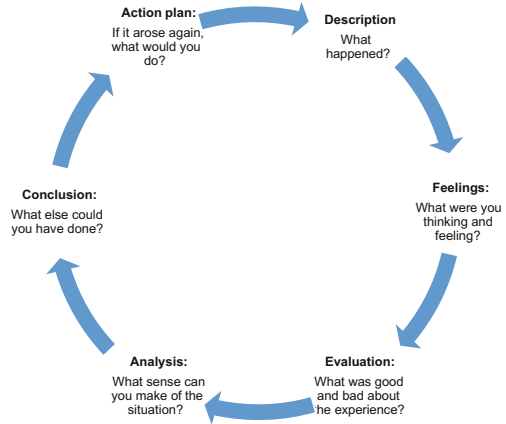 Action plan:
If it arose again,
what would you
do?
Description
What
happened?
Feelings:
What were you
thinking and
feeling?
Evaluation:
What was good
and bad about
he experience?
Analysis:
What sense can
you make of the
situation?
Conclusion:
What else could
you have done?